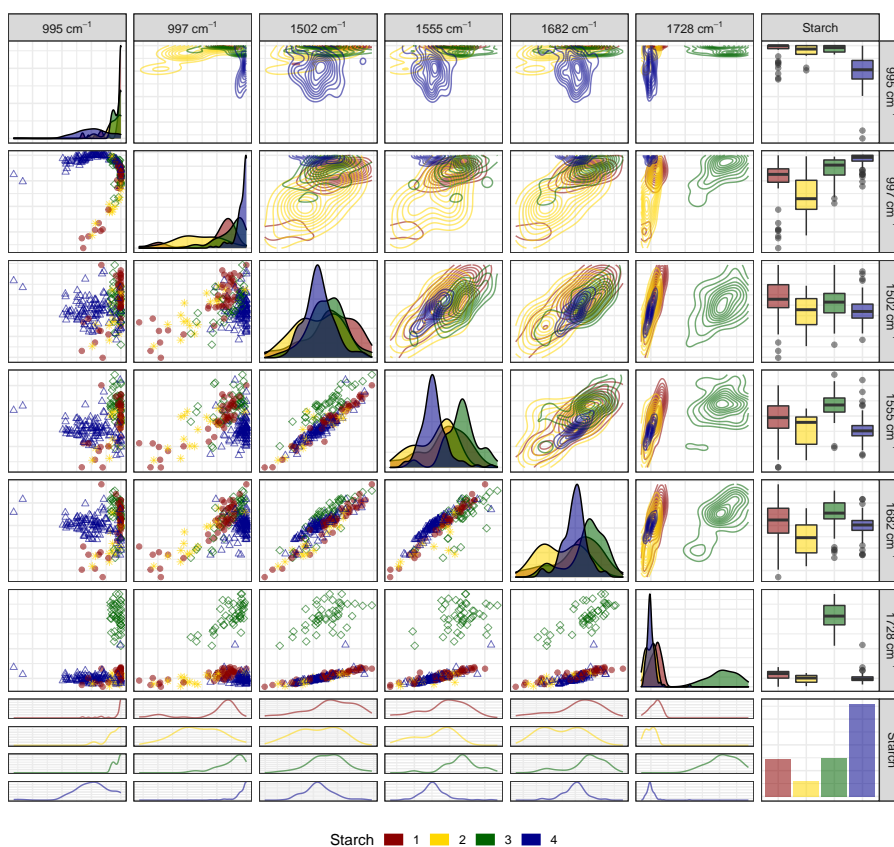 995 cm⁻¹ 997 cm⁻¹ 1502 cm⁻¹ 1555 cm⁻¹ 1682 cm⁻¹ 1728 cm⁻¹ Starch
995 cm⁻¹
997 cm⁻¹
1502 cm⁻¹
1555 cm⁻¹
1682 cm⁻¹
1728 cm⁻¹
Starch
Starch 1 2 3 4